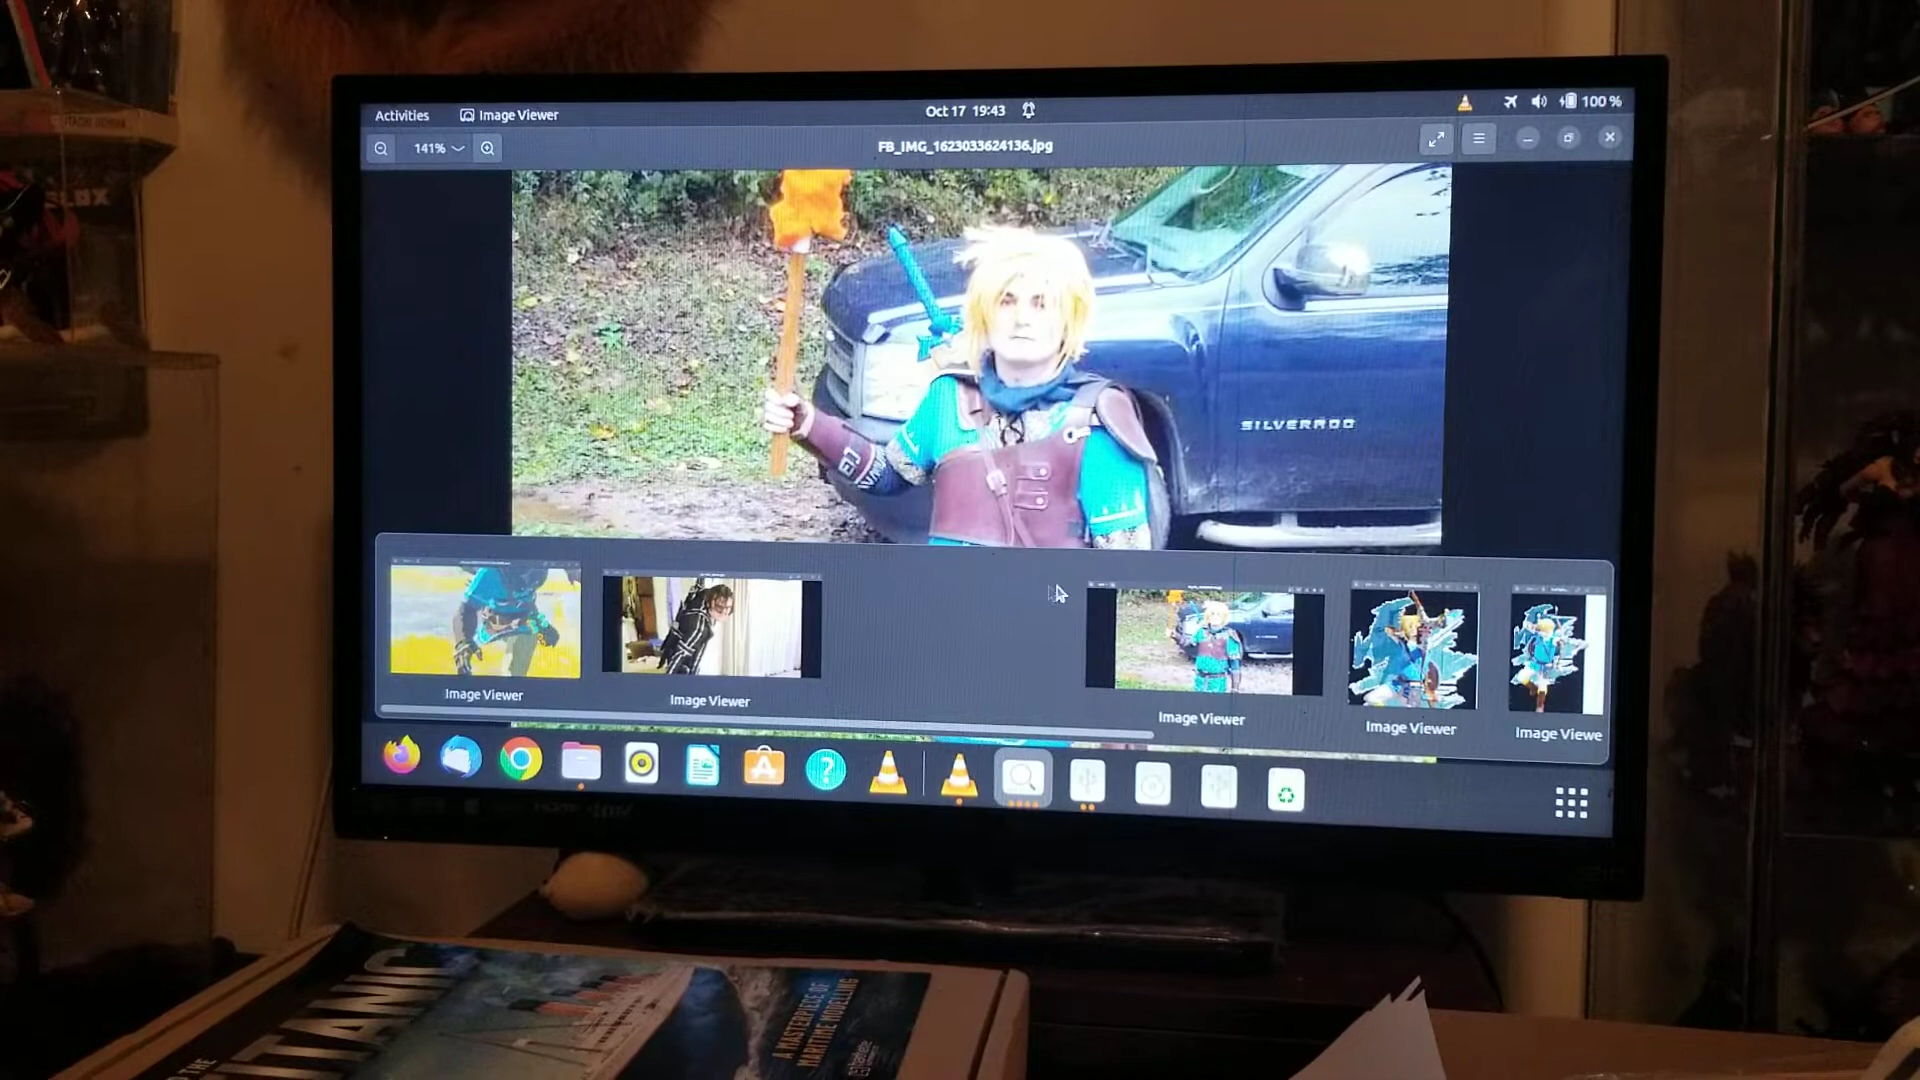 Activities
Image Viewer
Oct 17 19:43
100 %
141%
FB_IMG_1623033624136.jpg
SILVERADO
Image Viewer
Image Viewer
Image Viewer
Image Viewer
Image Viewe
THE
TITANIC
A MASTERPIECE OF
MARITIME MODELLING